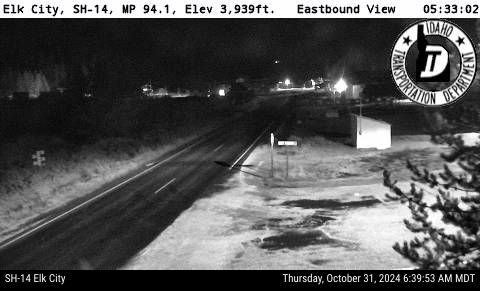 Elk City, SH-14, MP 94.1, Elev 3,939ft. Eastbound View 05:33:02
IDAHO
TRANSPORTATION DEPARTMENT
SH-14 Elk City Thursday, October 31, 2024 6:39:53 AM MDT